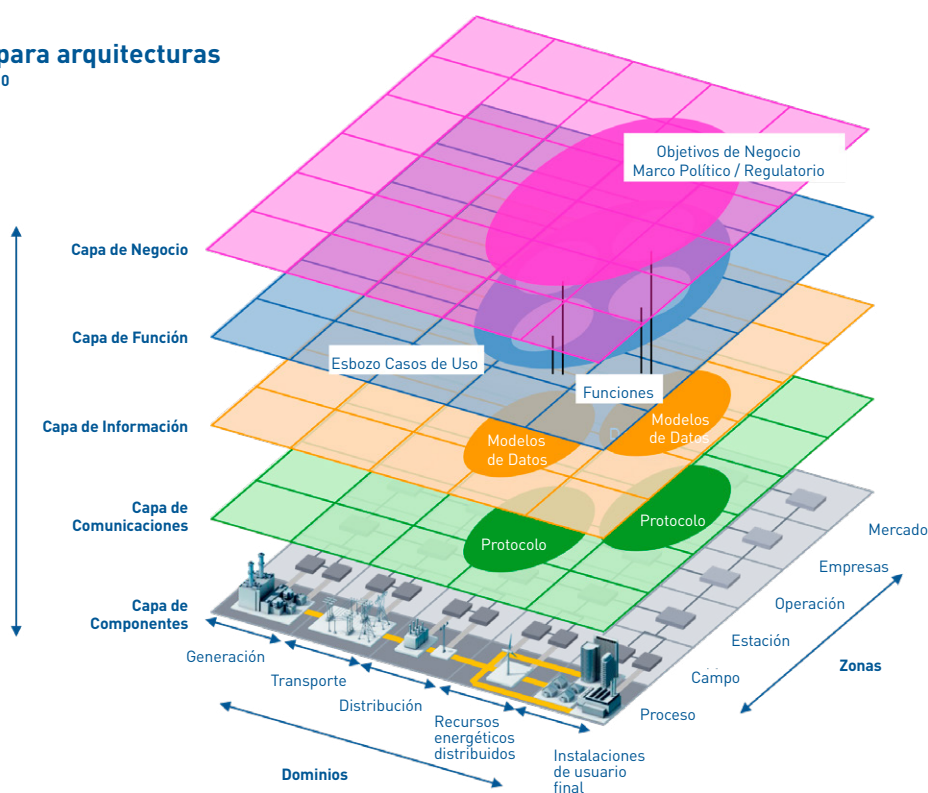 para arquitecturas
0
Objetivos de Negocio
Marco Político / Regulatorio
Capa de Negocio
Capa de Función
Esbozo Casos de Uso
Funciones
Capa de Información
Modelos
de Datos
D
Modelos
de Datos
Capa de
Comunicaciones
Protocolo
Protocolo
Capa de
Componentes
Mercado
Empresas
Operación
Estación
Campo
Proceso
Zonas
Generación
Transporte
Distribución
Recursos
energéticos
distribuidos
Instalaciones
de usuario
final
Dominios